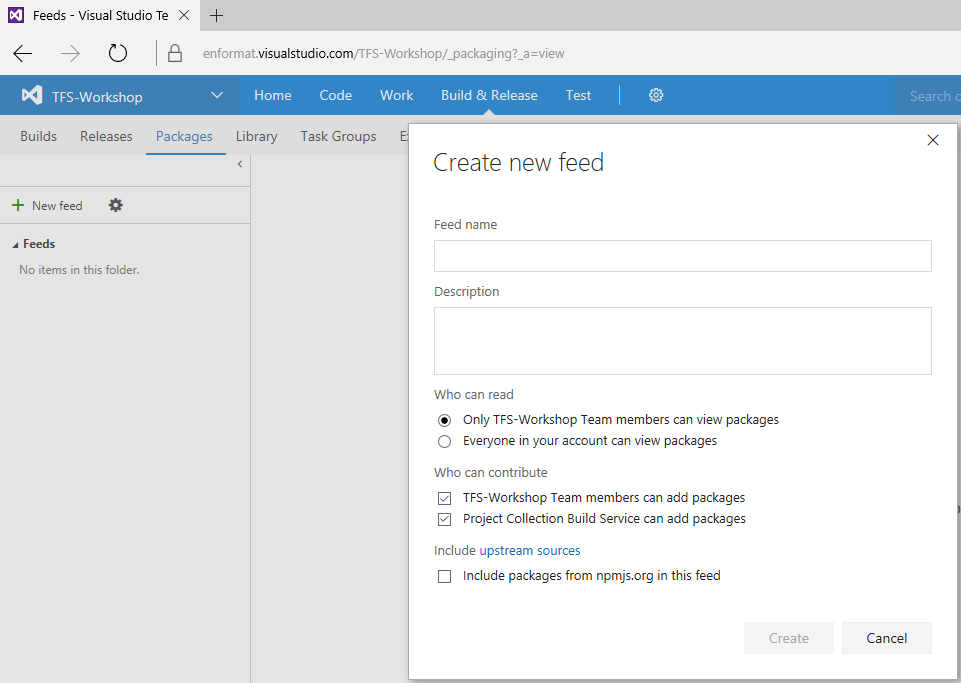 Feeds - Visual Studio Te
enformat.visualstudio.com/TFS-Workshop/_packaging?_a=view
TFS-Workshop Home Code Work Build & Release Test Search
Builds Releases Packages Library Task Groups
Create new feed
New feed
Feeds
No items in this folder.
Feed name
Description
Who can read
Only TFS-Workshop Team members can view packages
Everyone in your account can view packages
Who can contribute
TFS-Workshop Team members can add packages
Project Collection Build Service can add packages
Include upstream sources
Include packages from npmjs.org in this feed
Create Cancel